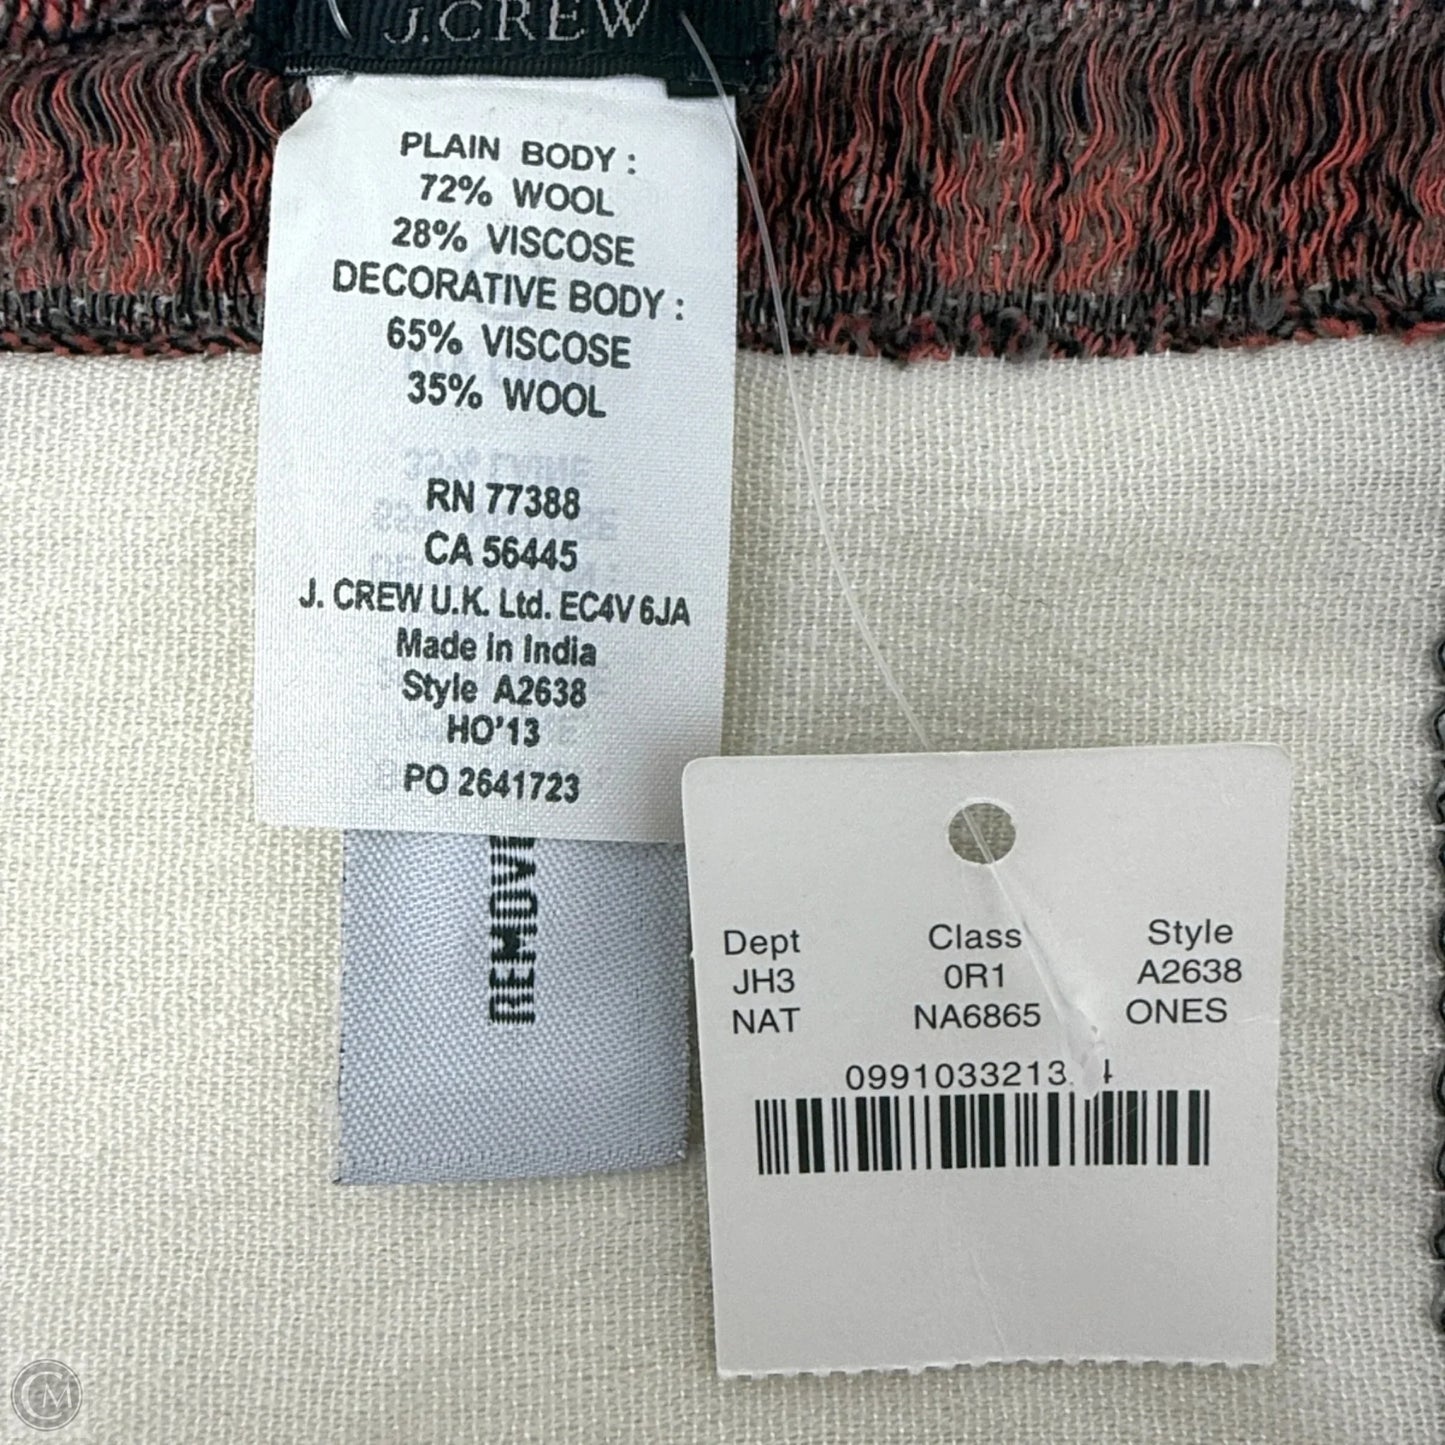 J.CREW
PLAIN BODY :
72% WOOL
28% VISCOSE
DECORATIVE BODY :
65% VISCOSE
35% WOOL
RN 77388
CA 56445
J. CREW U.K. Ltd. EC4V 6JA
Made in India
Style A2638
HO'13
PO 2641723
Dept Class Style
JH3 0R1 A2638
NAT NA6865 ONES
CM